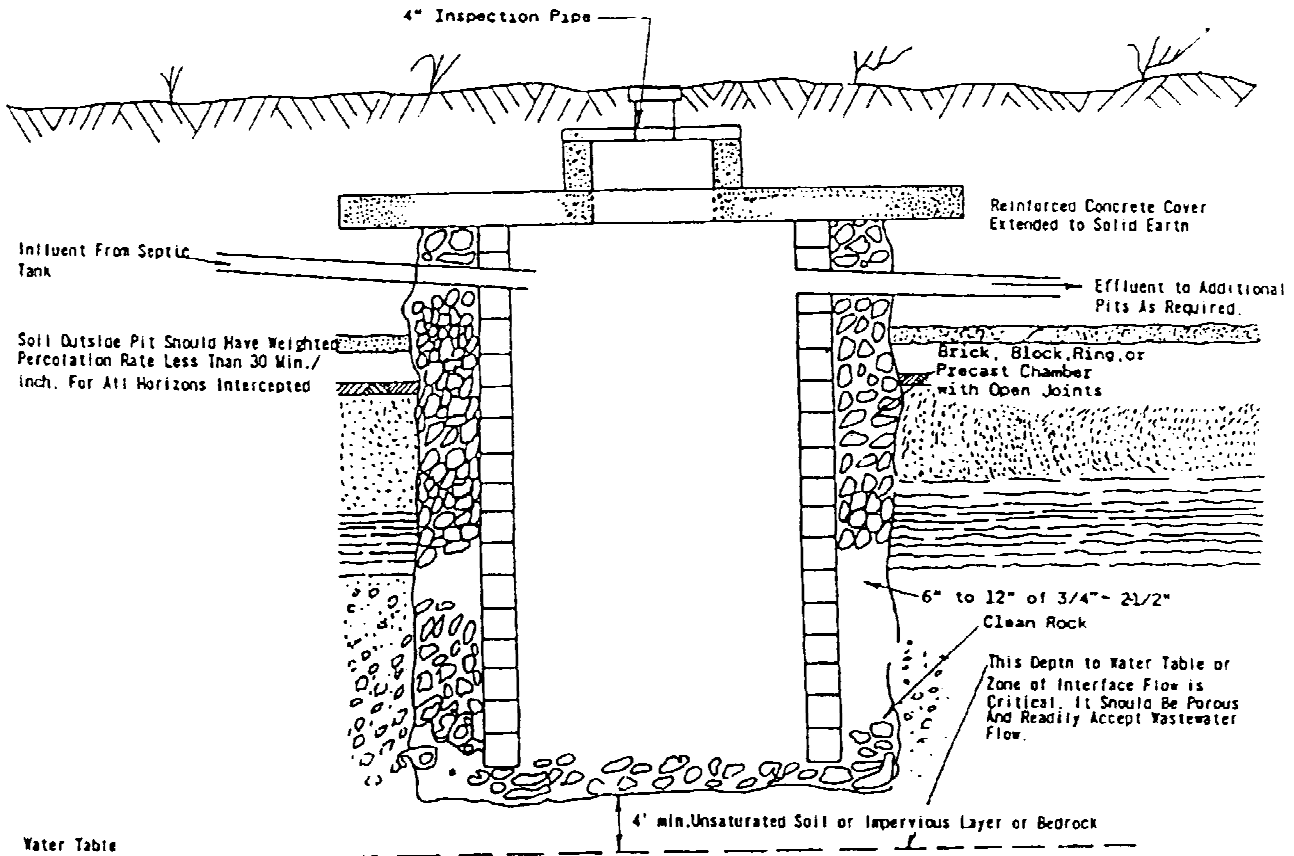 4" Inspection Pipe
Reinforced Concrete Cover
Extended to Solid Earth
Influent From Septic
Tank
Effluent to Additional
Pits As Required.
Soil Outside Pit Should Have Weighted
Percolation Rate Less Than 30 Min./
inch. For All Horizons Intercepted
Brick, Block, Ring, or
Precast Chamber
with Open Joints
6" to 12" of 3/4"- 2-1/2"
Clean Rock
This Depth to Water Table or
Zone of Interface Flow is
Critical. It Should Be Porous
And Readily Accept Wastewater
Flow.
4' min. Unsaturated Soil or Impervious Layer or Bedrock
Water Table